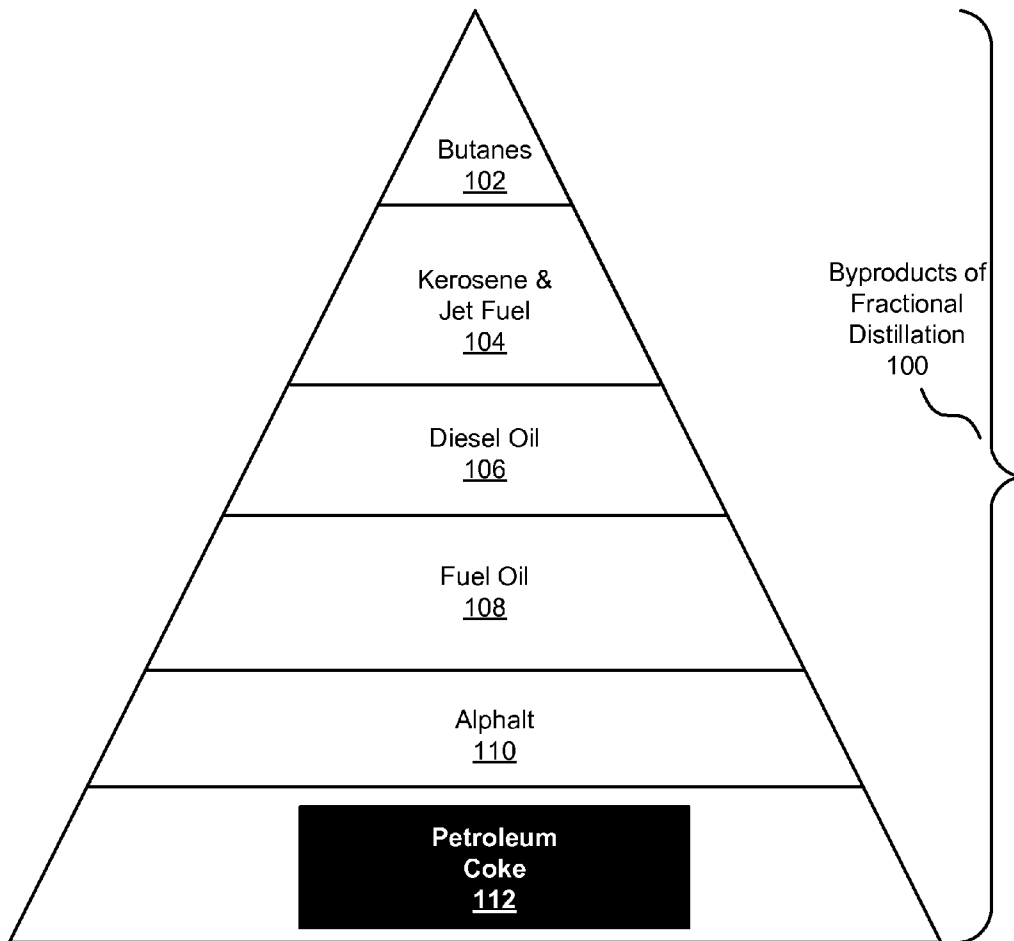 Butanes
102
Kerosene &
Jet Fuel
104
Byproducts of
Fractional
Distillation
100
Diesel Oil
106
Fuel Oil
108
Alphalt
110
Petroleum
Coke
112